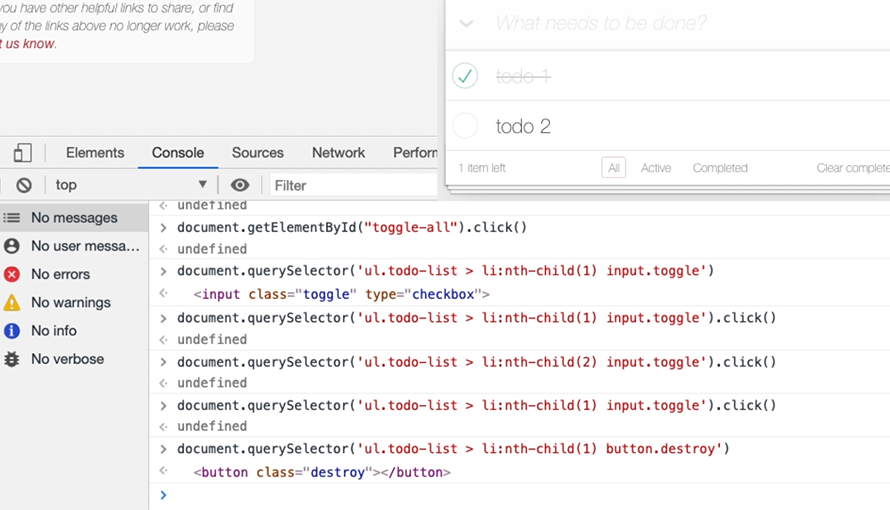 you have other helpful links to share, or find
ny of the links above no longer work, please
t us know.
What needs to be done?
todo 1
todo 2
1 item left
All
Active
Completed
Clear complete
Elements
Console
Sources
Network
Perforn
top
Filter
No messages
No user messa...
No errors
No warnings
No info
No verbose
undefined
document.getElementById("toggle-all").click()
undefined
document.querySelector('ul.todo-list > li:nth-child(1) input.toggle')
<input class="toggle" type="checkbox">
document.querySelector('ul.todo-list > li:nth-child(1) input.toggle').click()
undefined
document.querySelector('ul.todo-list > li:nth-child(2) input.toggle').click()
undefined
document.querySelector('ul.todo-list > li:nth-child(1) input.toggle').click()
undefined
document.querySelector('ul.todo-list > li:nth-child(1) button.destroy')
<button class="destroy"></button>